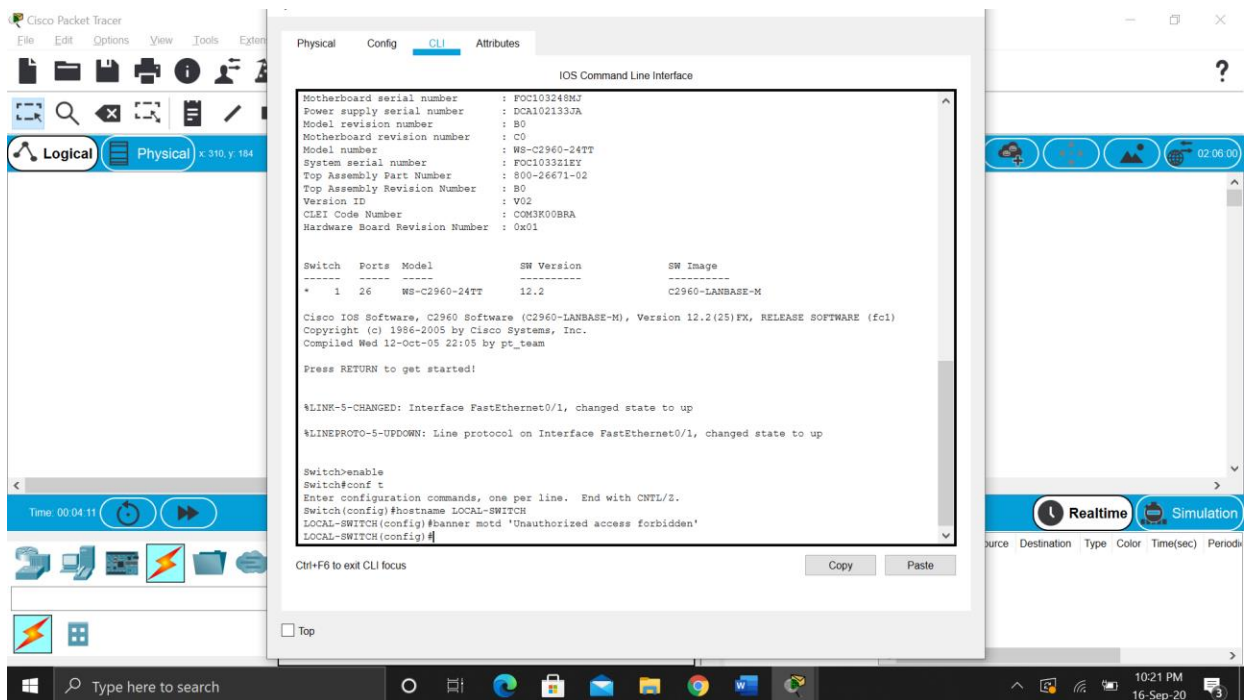 Cisco Packet Tracer
File Edit Options View Tools Exten
Physical Config CLI Attributes
IOS Command Line Interface
?
Logical
Physical x: 310, y: 184
02:06:00
Motherboard serial number : FOC103248MJ
Power supply serial number : DCA102133JA
Model revision number : B0
Motherboard revision number : C0
Model number : WS-C2960-24TT
System serial number : FOC1033Z1EY
Top Assembly Part Number : 800-26671-02
Top Assembly Revision Number : B0
Version ID : V02
CLEI Code Number : COM3K00BRA
Hardware Board Revision Number : 0x01
Switch Ports Model SW Version SW Image
------ ----- ----- ---------- ----------
* 1 26 WS-C2960-24TT 12.2 C2960-LANBASE-M
Cisco IOS Software, C2960 Software (C2960-LANBASE-M), Version 12.2(25)FX, RELEASE SOFTWARE (fc1)
Copyright (c) 1986-2005 by Cisco Systems, Inc.
Compiled Wed 12-Oct-05 22:05 by pt_team
Press RETURN to get started!
%LINK-5-CHANGED: Interface FastEthernet0/1, changed state to up
%LINEPROTO-5-UPDOWN: Line protocol on Interface FastEthernet0/1, changed state to up
Switch>enable
Switch#conf t
Enter configuration commands, one per line. End with CNTL/Z.
Switch(config)#hostname LOCAL-SWITCH
LOCAL-SWITCH(config)#banner motd 'Unauthorized access forbidden'
LOCAL-SWITCH(config)#
Time: 00:04:11
Realtime
Simulation
ource Destination Type Color Time(sec) Periodi
Ctrl+F6 to exit CLI focus
Copy
Paste
Top
Type here to search
10:21 PM
16-Sep-20
3